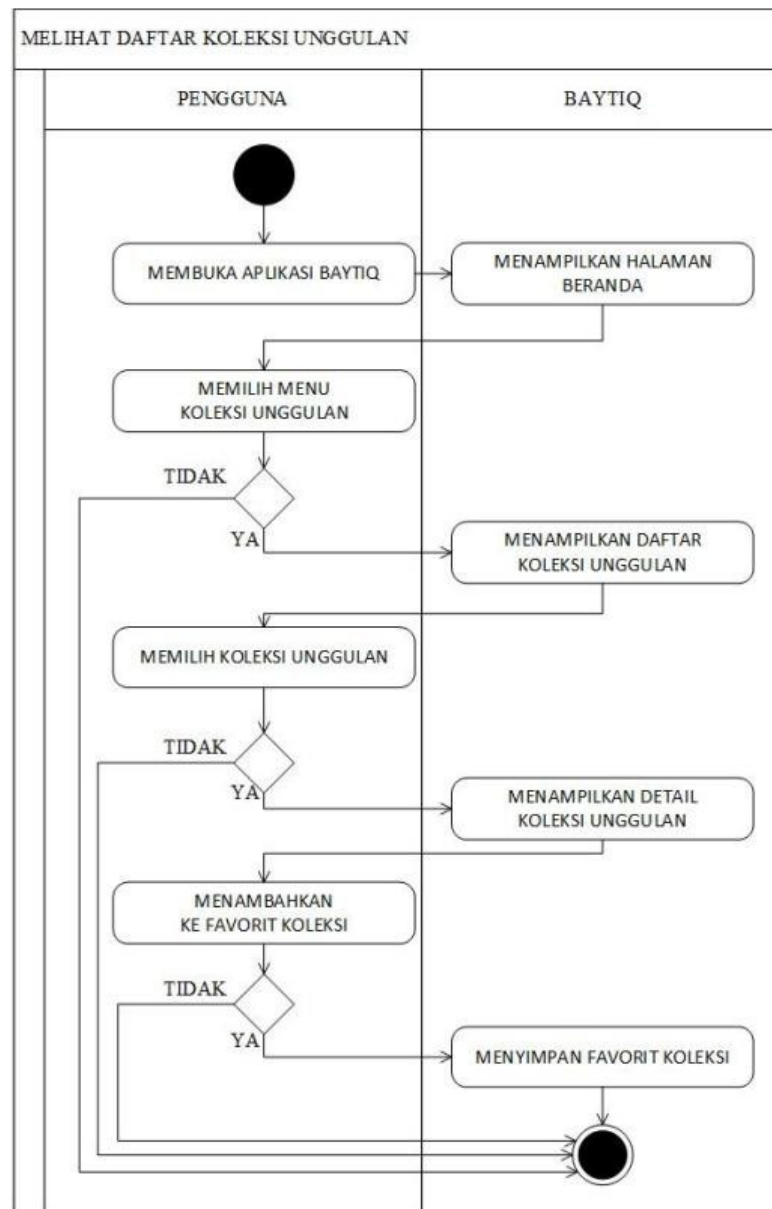 MELIHAT DAFTAR KOLEKSI UNGGULAN
PENGGUNA
BAYTIQ
MEMBUKA APLIKASI BAYTIQ
MENAMPILKAN HALAMAN
BERANDA
MEMILIH MENU
KOLEKSI UNGGULAN
TIDAK
YA
MENAMPILKAN DAFTAR
KOLEKSI UNGGULAN
MEMILIH KOLEKSI UNGGULAN
TIDAK
YA
MENAMPILKAN DETAIL
KOLEKSI UNGGULAN
MENAMBAHKAN
KE FAVORIT KOLEKSI
TIDAK
YA
MENYIMPAN FAVORIT KOLEKSI